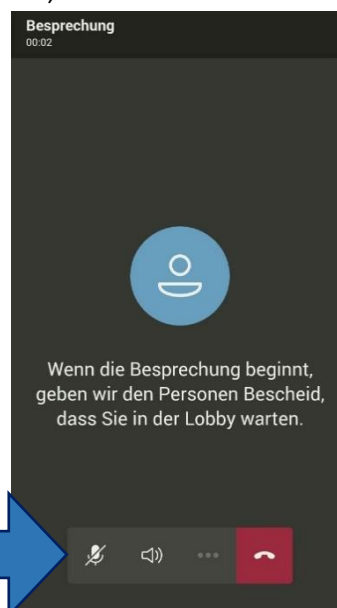 Besprechung
00:02
Wenn die Besprechung beginnt,
geben wir den Personen Bescheid,
dass Sie in der Lobby warten.